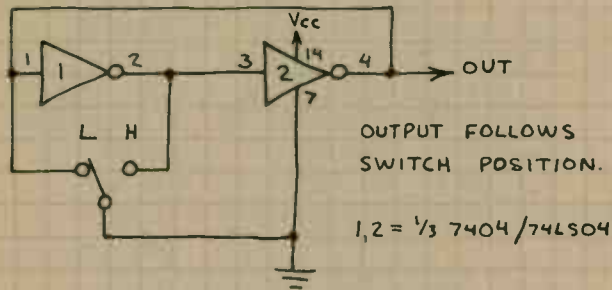 Vcc
1 1 2 3 2 14 4 OUT
7
L H
OUTPUT FOLLOWS
SWITCH POSITION.
1,2 = 1/3 7404/74LS04